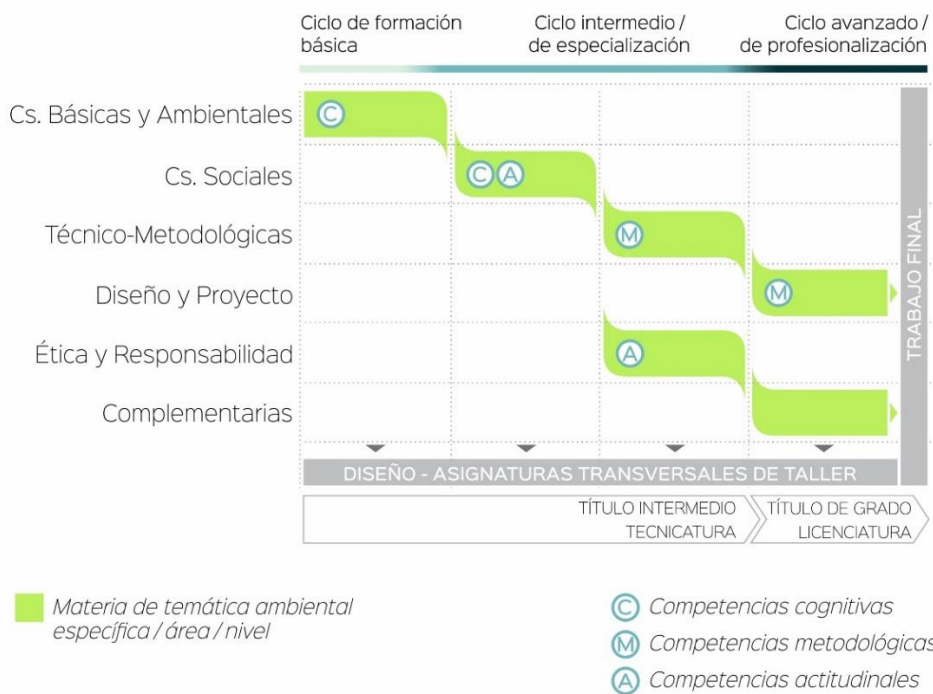 Ciclo de formación
básica
Ciclo intermedio /
de especialización
Ciclo avanzado /
de profesionalización
Cs. Básicas y Ambientales
C
Cs. Sociales
C A
Técnico-Metodológicas
M
Diseño y Proyecto
M
Ética y Responsabilidad
A
Complementarias
TRABAJO FINAL
DISEÑO - ASIGNATURAS TRANSVERSALES DE TALLER
TÍTULO INTERMEDIO
TECNICATURA
TÍTULO DE GRADO
LICENCIATURA
Materia de temática ambiental
específica / área / nivel
C Competencias cognitivas
M Competencias metodológicas
A Competencias actitudinales